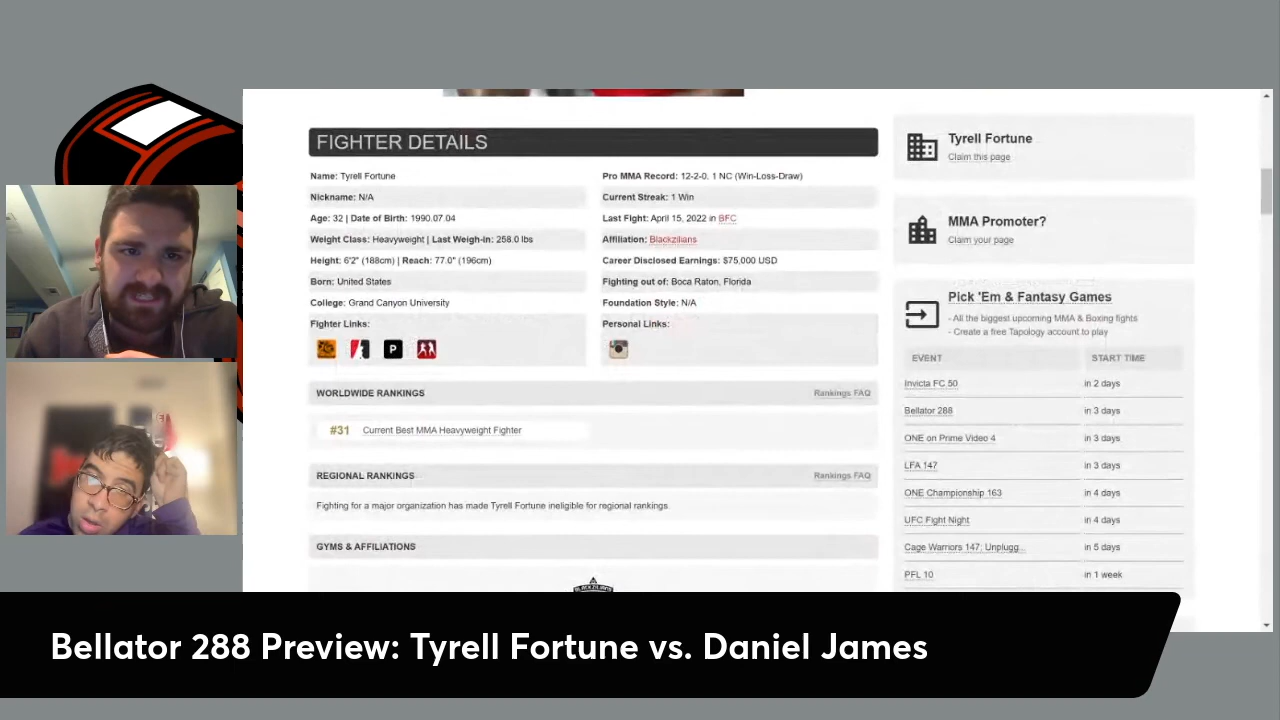 FIGHTER DETAILS
Name: Tyrell Fortune
Nickname: N/A
Age: 32 | Date of Birth: 1990.07.04
Weight Class: Heavyweight | Last Weigh-In: 258.0 lbs
Height: 6'2" (188cm) | Reach: 77.0" (196cm)
Born: United States
College: Grand Canyon University
Fighter Links:
Pro MMA Record: 12-2-0, 1 NC (Win-Loss-Draw)
Current Streak: 1 Win
Last Fight: April 15, 2022 in BFC
Affiliation: Blackzilians
Career Disclosed Earnings: $75,000 USD
Fighting out of: Boca Raton, Florida
Foundation Style: N/A
Personal Links:
P
WORLDWIDE RANKINGS
Rankings FAQ
#31 Current Best MMA Heavyweight Fighter
REGIONAL RANKINGS
Rankings FAQ
Fighting for a major organization has made Tyrell Fortune ineligible for regional rankings.
GYMS & AFFILIATIONS
Tyrell Fortune
Claim this page
MMA Promoter?
Claim your page
Pick 'Em & Fantasy Games
- All the biggest upcoming MMA & Boxing fights
- Create a free Tapology account to play
EVENT START TIME
Invicta FC 50 in 2 days
Bellator 288 in 3 days
ONE on Prime Video 4 in 3 days
LFA 147 in 3 days
ONE Championship 163 in 4 days
UFC Fight Night in 4 days
Cage Warriors 147: Unplugg... in 5 days
PFL 10 in 1 week
Bellator 288 Preview: Tyrell Fortune vs. Daniel James